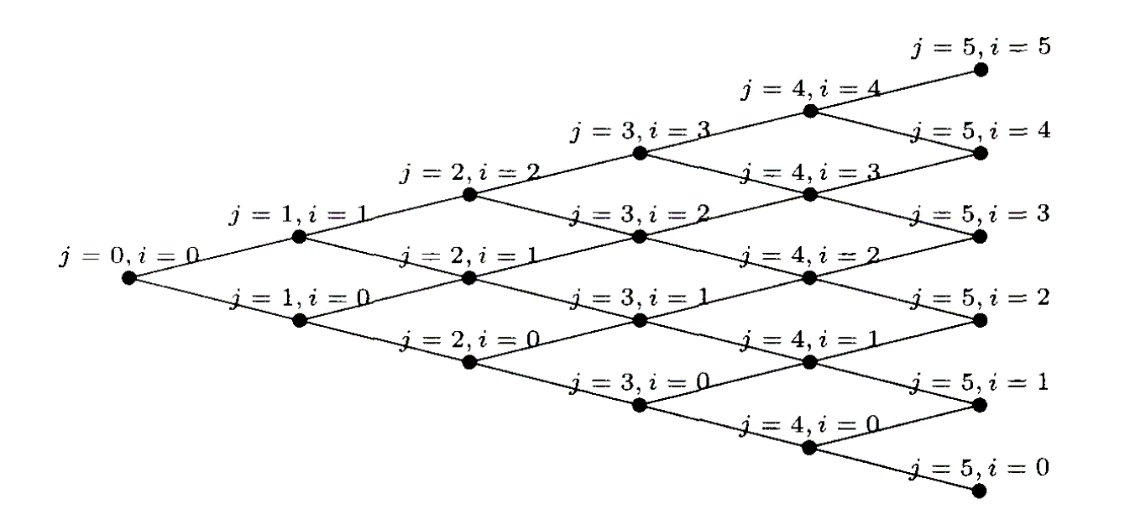 j = 5, i = 5
j = 4, i = 4
j = 3, i = 3
j = 5, i = 4
j = 2, i = 2
j = 4, i = 3
j = 1, i = 1
j = 3, i = 2
j = 5, i = 3
j = 0, i = 0
j = 2, i = 1
j = 4, i = 2
j = 1, i = 0
j = 3, i = 1
j = 5, i = 2
j = 2, i = 0
j = 4, i = 1
j = 3, i = 0
j = 5, i = 1
j = 4, i = 0
j = 5, i = 0